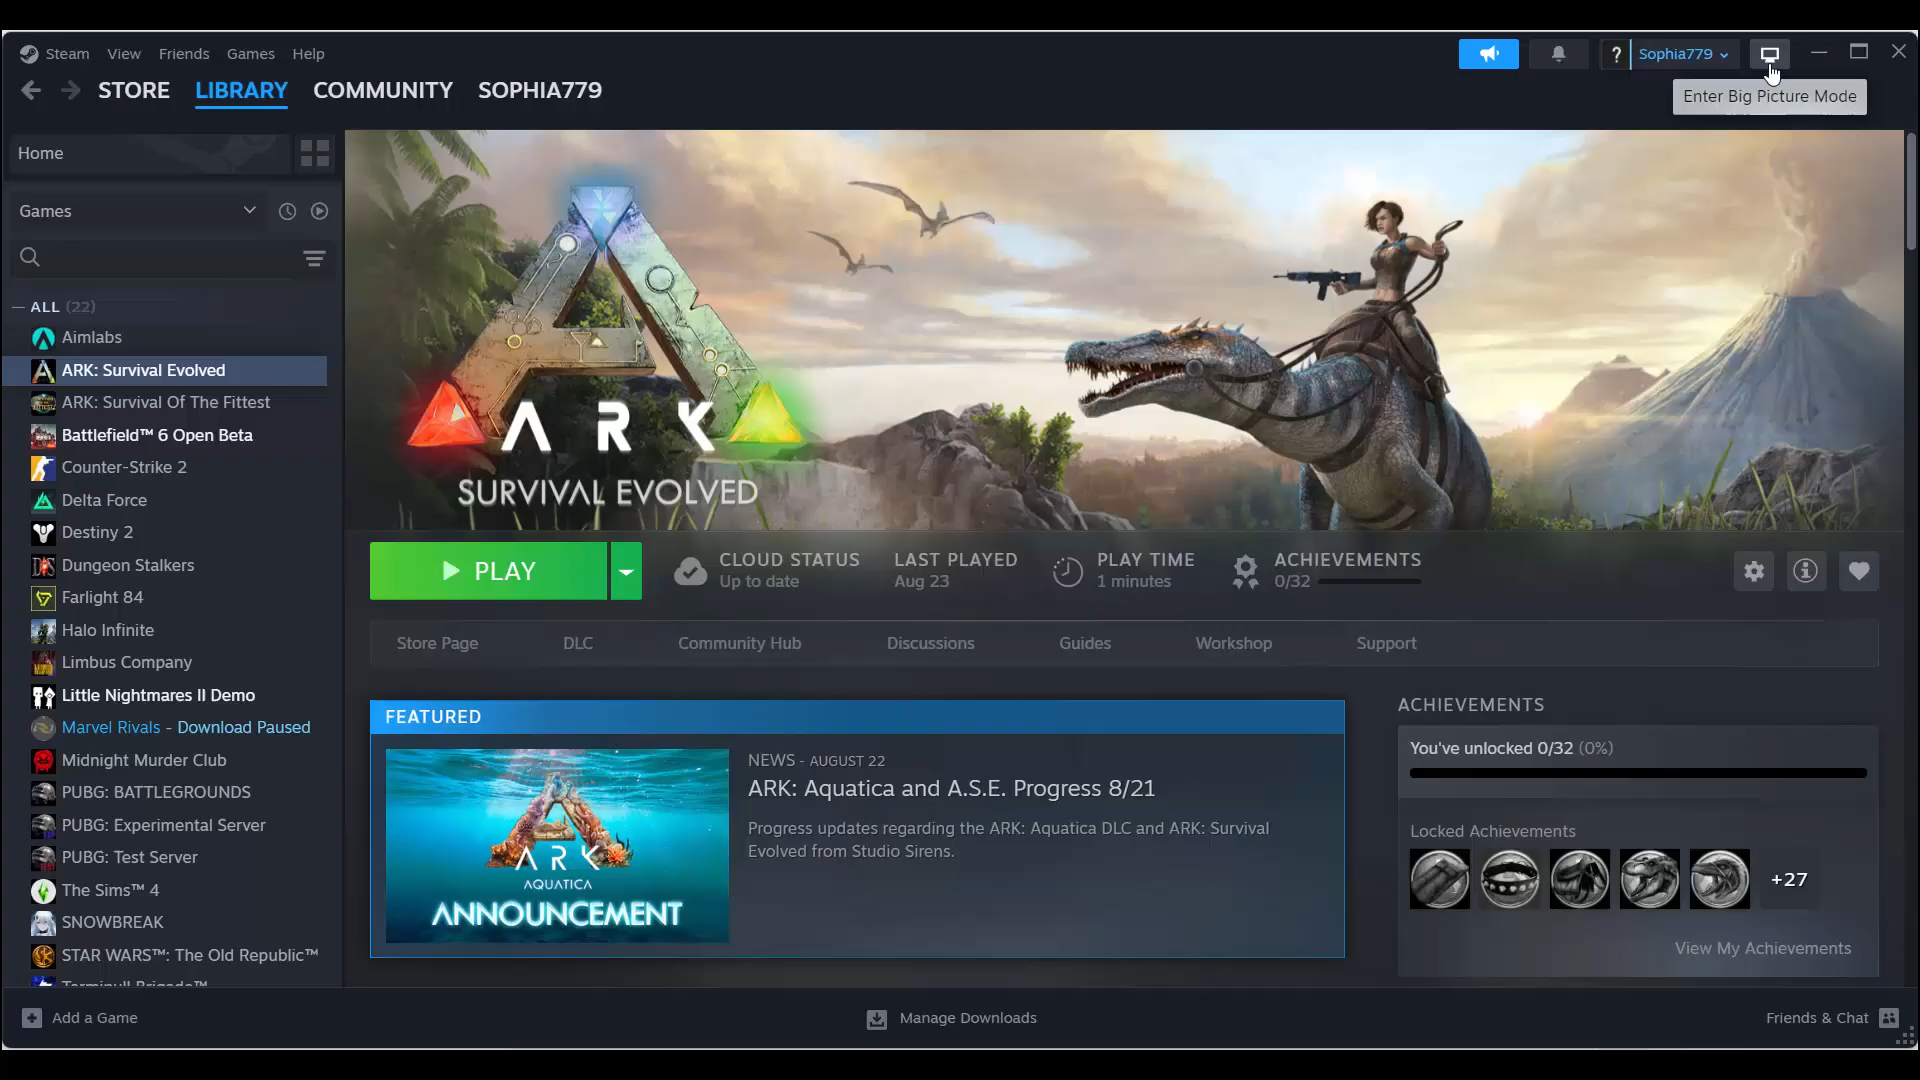 Steam View Friends Games Help
? Sophia779
STORE LIBRARY COMMUNITY SOPHIA779
Enter Big Picture Mode
Home
Games
ALL (22)
Aimlabs
ARK: Survival Evolved
ARK: Survival Of The Fittest
Battlefield™ 6 Open Beta
Counter-Strike 2
Delta Force
Destiny 2
Dungeon Stalkers
Farlight 84
Halo Infinite
Limbus Company
Little Nightmares II Demo
Marvel Rivals - Download Paused
Midnight Murder Club
PUBG: BATTLEGROUNDS
PUBG: Experimental Server
PUBG: Test Server
The Sims™ 4
SNOWBREAK
STAR WARS™: The Old Republic™
ARK
SURVIVAL EVOLVED
PLAY
CLOUD STATUS
Up to date
LAST PLAYED
Aug 23
PLAY TIME
1 minutes
ACHIEVEMENTS
0/32
Store Page DLC Community Hub Discussions Guides Workshop Support
FEATURED
ARK
AQUATICA
ANNOUNCEMENT
NEWS - AUGUST 22
ARK: Aquatica and A.S.E. Progress 8/21
Progress updates regarding the ARK: Aquatica DLC and ARK: Survival
Evolved from Studio Sirens.
ACHIEVEMENTS
You've unlocked 0/32 (0%)
Locked Achievements
+27
View My Achievements
Add a Game
Manage Downloads
Friends & Chat